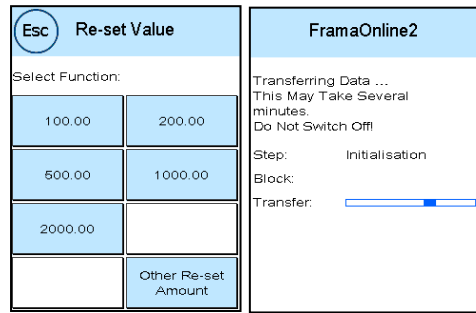 Esc Re-set Value
Select Function:
100.00 200.00
500.00 1000.00
2000.00
Other Re-set
Amount
FramaOnline2
Transferring Data ...
This May Take Several
minutes.
Do Not Switch Off!
Step: Initialisation
Block:
Transfer: